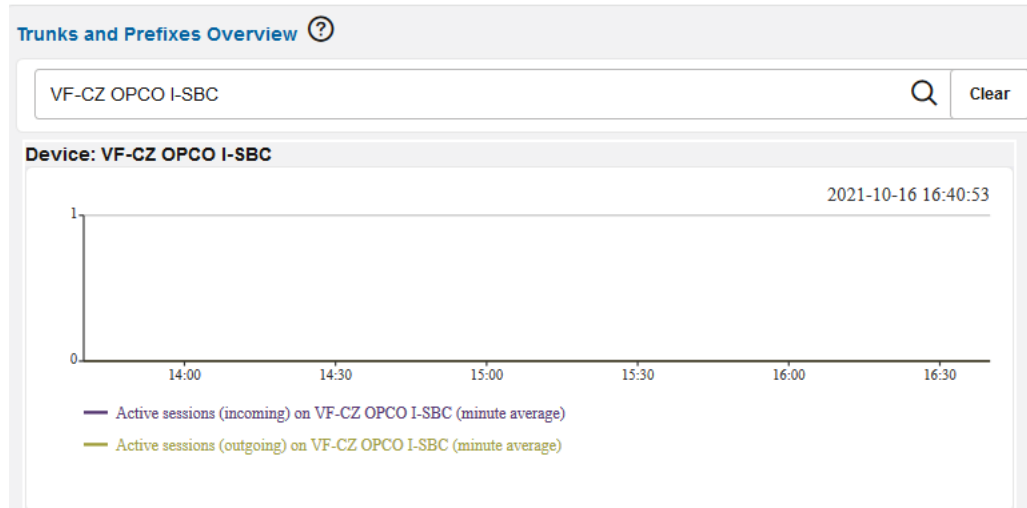 Trunks and Prefixes Overview ?
VF-CZ OPCO I-SBC Clear
Device: VF-CZ OPCO I-SBC
2021-10-16 16:40:53
1
0
14:00 14:30 15:00 15:30 16:00 16:30
Active sessions (incoming) on VF-CZ OPCO I-SBC (minute average)
Active sessions (outgoing) on VF-CZ OPCO I-SBC (minute average)